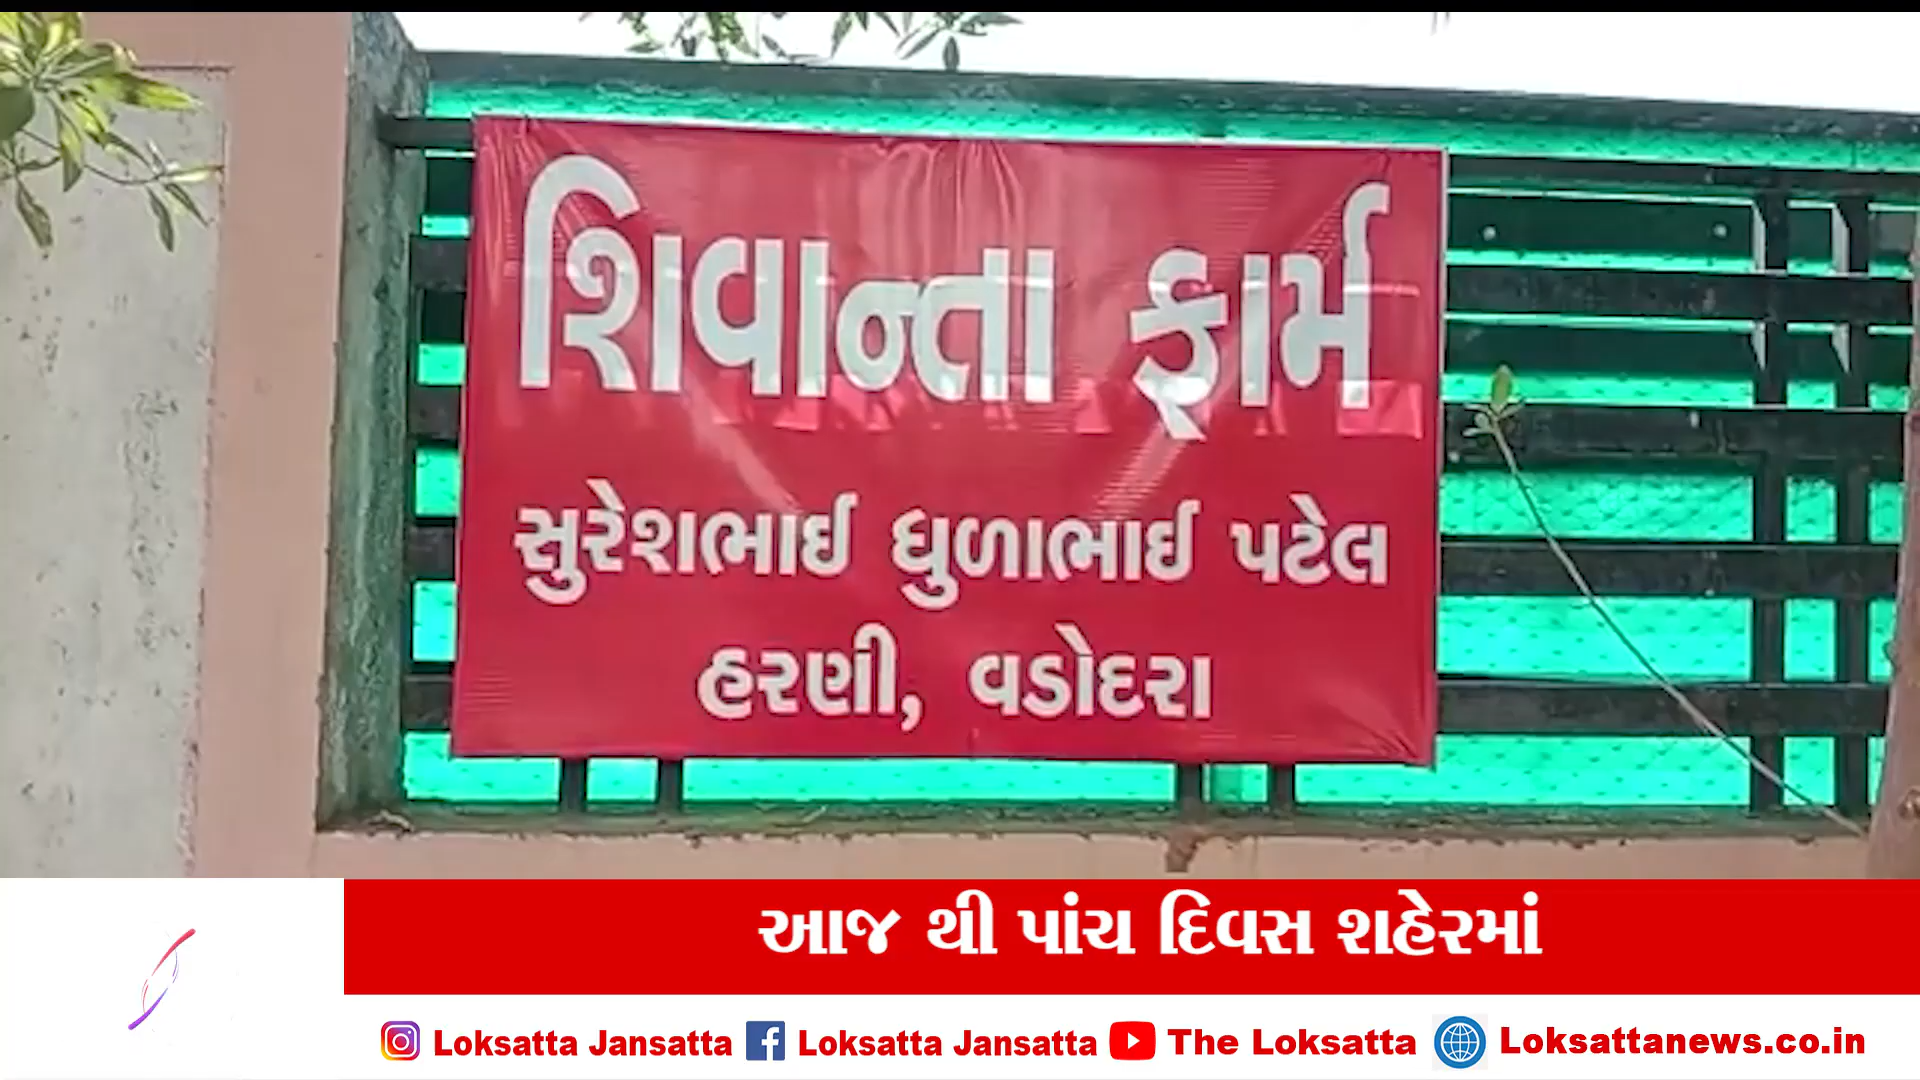 શિવાન્તા ફાર્મ
સુરેશભાઈ ધુળાભાઈ પટેલ
હરણી, વડોદરા
આજ થી પાંચ દિવસ શહેરમાં
Loksatta Jansatta Loksatta Jansatta The Loksatta Loksattanews.co.in